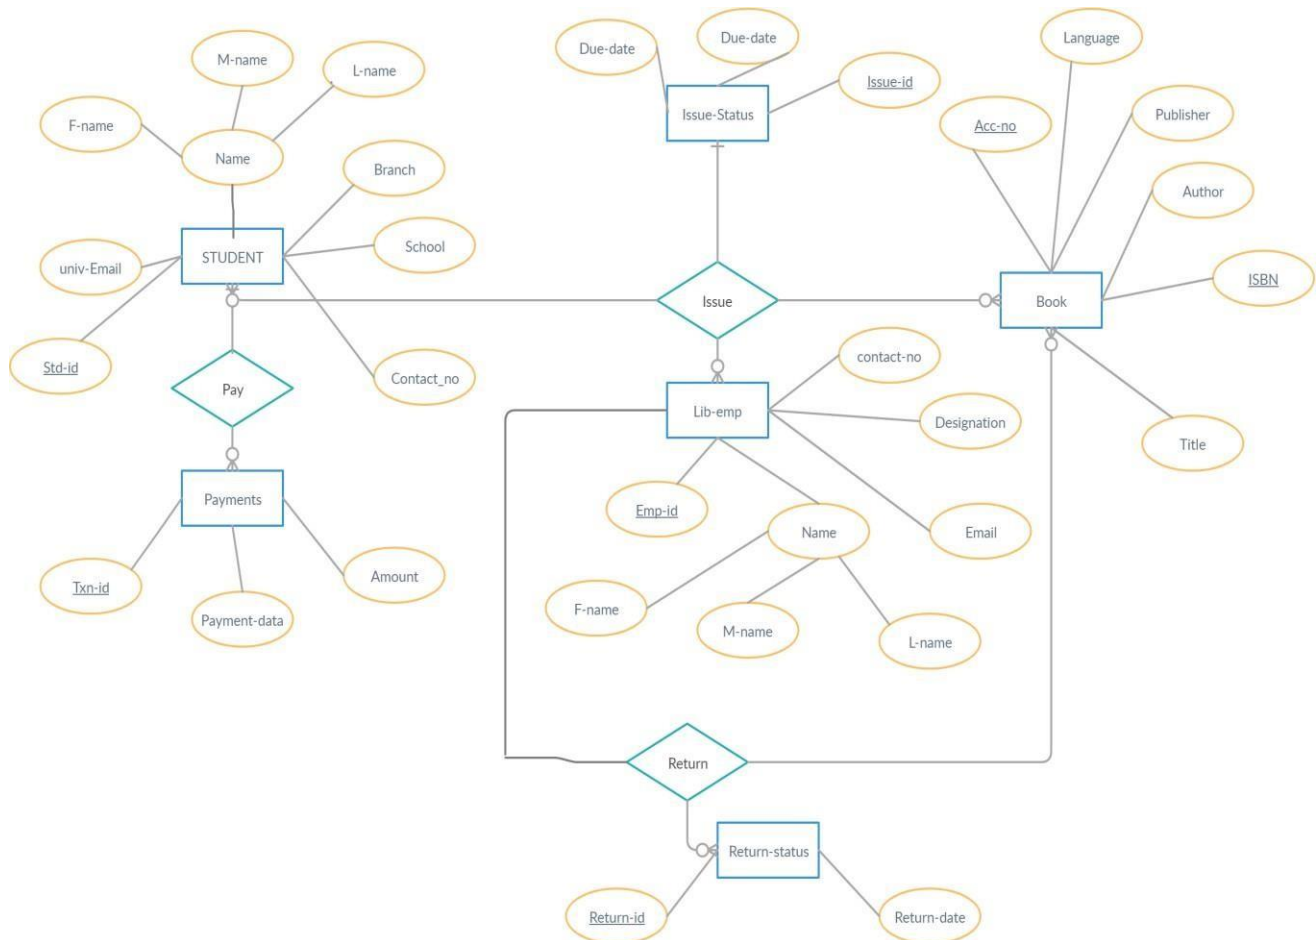 Language
Due-date
Due-date
M-name
L-name
Issue-id
Issue-Status
Publisher
Acc-no
F-name
Name
Branch
Author
School
STUDENT
univ-Email
ISBN
Issue
Book
contact-no
Std-id
Contact_no
Pay
Lib-emp
Designation
Title
Payments
Emp-id
Name
Email
Amount
Txn-id
F-name
Payment-data
M-name
L-name
Return
Return-status
Return-id
Return-date